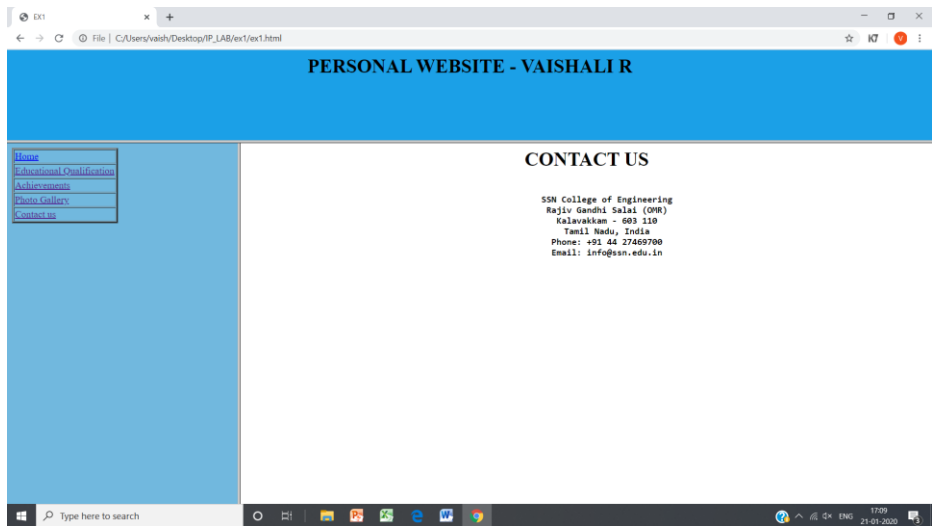 EX1
File | C:/Users/vaish/Desktop/IP_LAB/ex1/ex1.html
K7
V
PERSONAL WEBSITE - VAISHALI R
Home
Educational Qualification
Achievements
Photo Gallery
Contact us
CONTACT US
SSN College of Engineering
Rajiv Gandhi Salai (OMR)
Kalavakkam - 603 110
Tamil Nadu, India
Phone: +91 44 27469700
Email: info@ssn.edu.in
Type here to search
ENG
17:09
21-01-2020
3